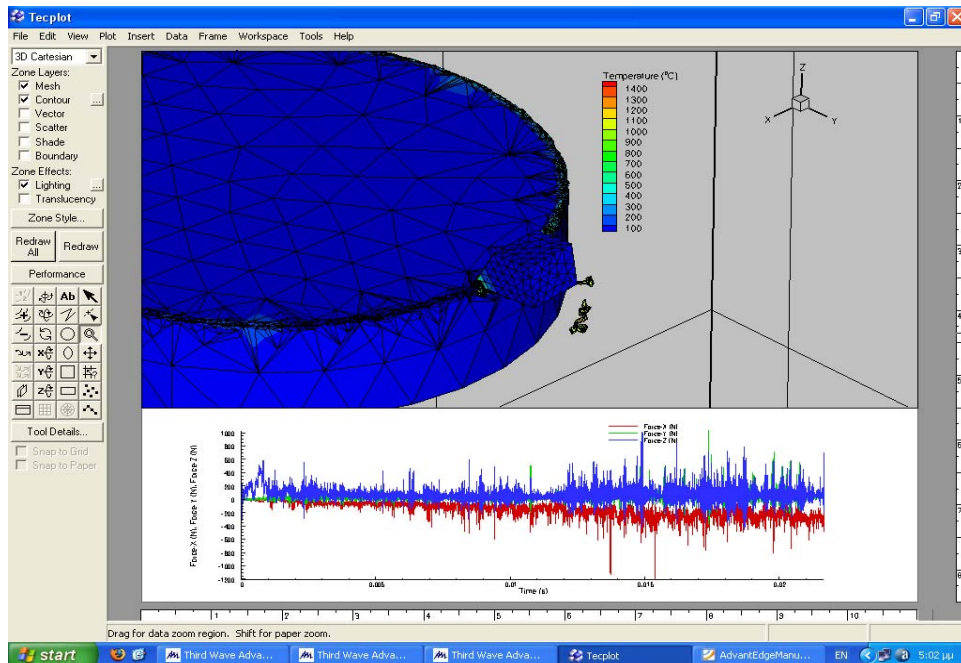 Tecplot
File Edit View Plot Insert Data Frame Workspace Tools Help
3D Cartesian
Zone Layers:
Mesh
Contour ...
Vector
Scatter
Shade
Boundary
Zone Effects:
Lighting ...
Translucency
Zone Style...
Redraw All Redraw
Performance
Ab
Tool Details...
Snap to Grid
Snap to Paper
Temperature (°C)
1400
1300
1200
1100
1000
900
800
700
600
500
400
300
200
100
Z
X Y
Force-X (N)
Force-Y (N)
Force-Z (N)
Force-X (N), Force-Y (N), Force-Z (N)
1000
800
600
400
200
0
-200
-400
-600
-800
-1000
-1200
0 0.005 0.01 0.015 0.02
Time (s)
1 2 3 4 5 6 7 8 9 10
Drag for data zoom region. Shift for paper zoom.
start Third Wave Adva... Third Wave Adva... Third Wave Adva... Tecplot AdvantEdgeManu... EN 5:02 μμ